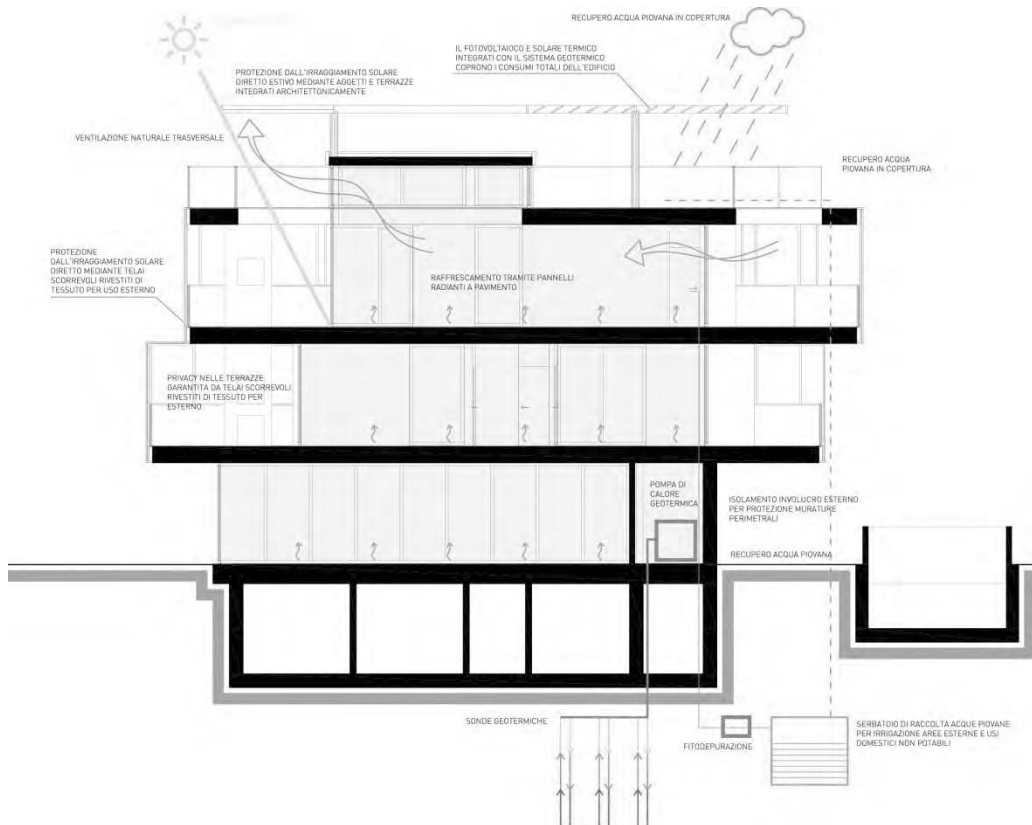 RECUPERO ACQUA PIOVANA IN COPERTURA
IL FOTOVOLTAIOCO E SOLARE TERMICO
INTEGRATI CON IL SISTEMA GEOTERMICO
COPRONO I CONSUMI TOTALI DELL'EDIFICIO
PROTEZIONE DALL'IRRAGGIAMENTO SOLARE
DIRETTO ESTIVO MEDIANTE AGGETTI E TERRAZZE
INTEGRATI ARCHITETTONICAMENTE
VENTILAZIONE NATURALE TRASVERSALE
RECUPERO ACQUA
PIOVANA IN COPERTURA
PROTEZIONE
DALL'IRRAGGIAMENTO SOLARE
DIRETTO MEDIANTE TELAI
SCORREVOLI RIVESTITI DI
TESSUTO PER USO ESTERNO
RAFFRESCAMENTO TRAMITE PANNELLI
RADIANTI A PAVIMENTO
PRIVACY NELLE TERRAZZE
GARANTITA DA TELAI SCORREVOLI
RIVESTITI DI TESSUTO PER
ESTERNO
POMPA DI
CALORE
GEOTERMICA
ISOLAMENTO INVOLUCRO ESTERNO
PER PROTEZIONE MURATURE
PERIMETRALI
RECUPERO ACQUA PIOVANA
SONDE GEOTERMICHE
FITODEPURAZIONE
SERBATOIO DI RACCOLTA ACQUE PIOVANE
PER IRRIGAZIONE AREE ESTERNE E USI
DOMESTICI NON POTABILI